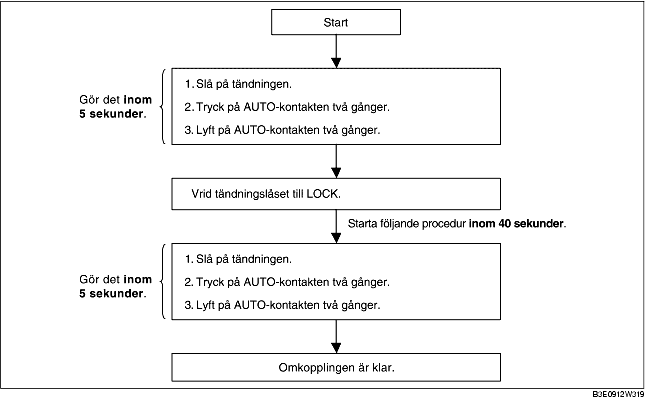 Start
Gör det inom
5 sekunder.
1. Slå på tändningen.
2. Tryck på AUTO-kontakten två gånger.
3. Lyft på AUTO-kontakten två gånger.
Vrid tändningslåset till LOCK.
Starta följande procedur inom 40 sekunder.
Gör det inom
5 sekunder.
1. Slå på tändningen.
2. Tryck på AUTO-kontakten två gånger.
3. Lyft på AUTO-kontakten två gånger.
Omkopplingen är klar.
B3E0912W319